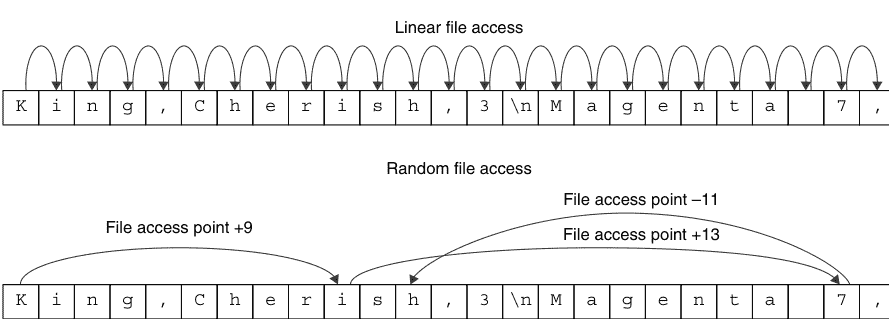 Linear file access
K i n g , C h e r i s h , 3 \n M a g e n t a 7 ,
Random file access
File access point –11
File access point +9
File access point +13
K i n g , C h e r i s h , 3 \n M a g e n t a 7 ,